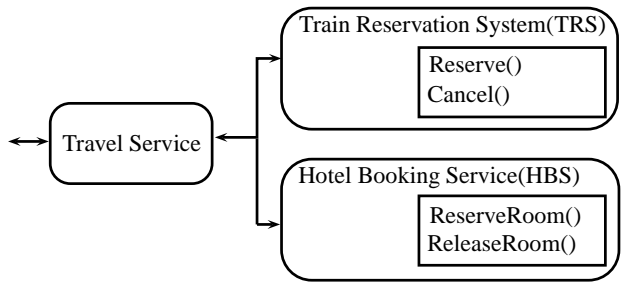 Train Reservation System(TRS)
Reserve()
Cancel()
Travel Service
Hotel Booking Service(HBS)
ReserveRoom()
ReleaseRoom()